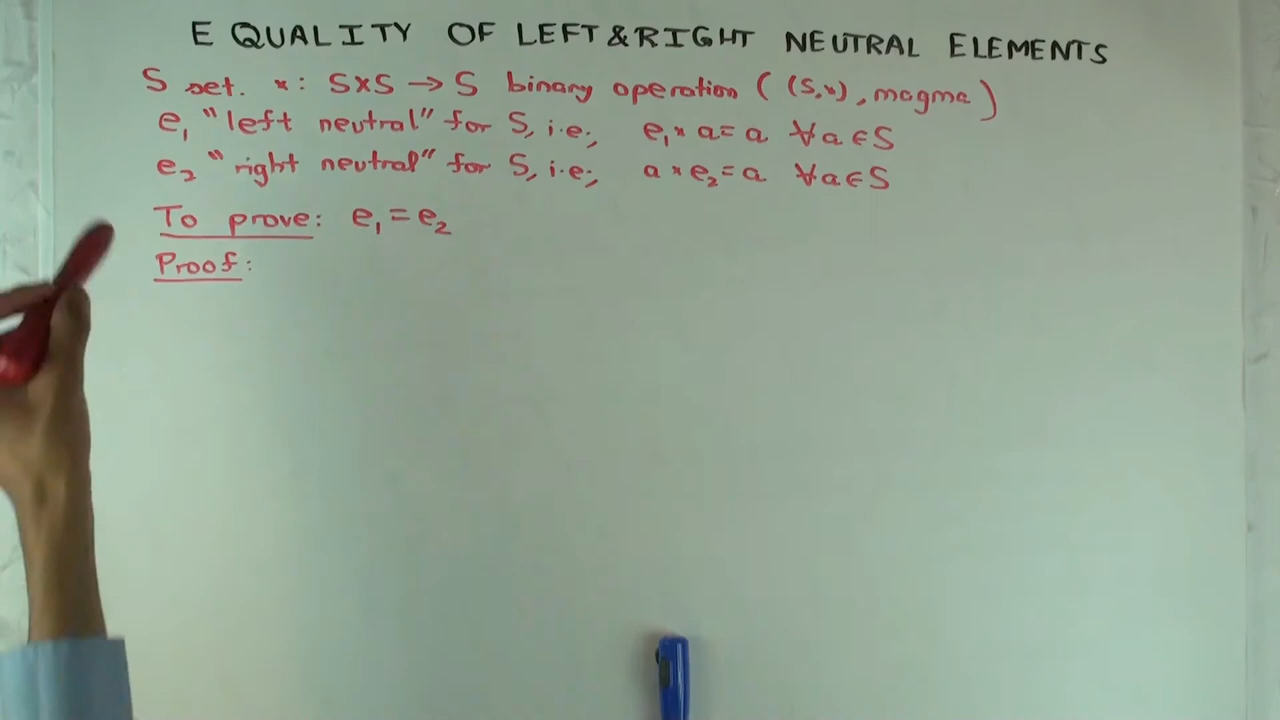 EQUALITY OF LEFT & RIGHT NEUTRAL ELEMENTS
S set. * : S×S → S binary operation ( (S,*), magma )
e₁ "left neutral" for S, i.e., e₁ * a = a ∀ a ∈ S
e₂ "right neutral" for S, i.e., a * e₂ = a ∀ a ∈ S
To prove: e₁ = e₂
Proof: